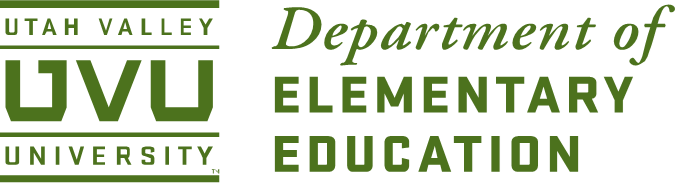 UTAH VALLEY
UVU
UNIVERSITY
TM
Department of
ELEMENTARY
EDUCATION